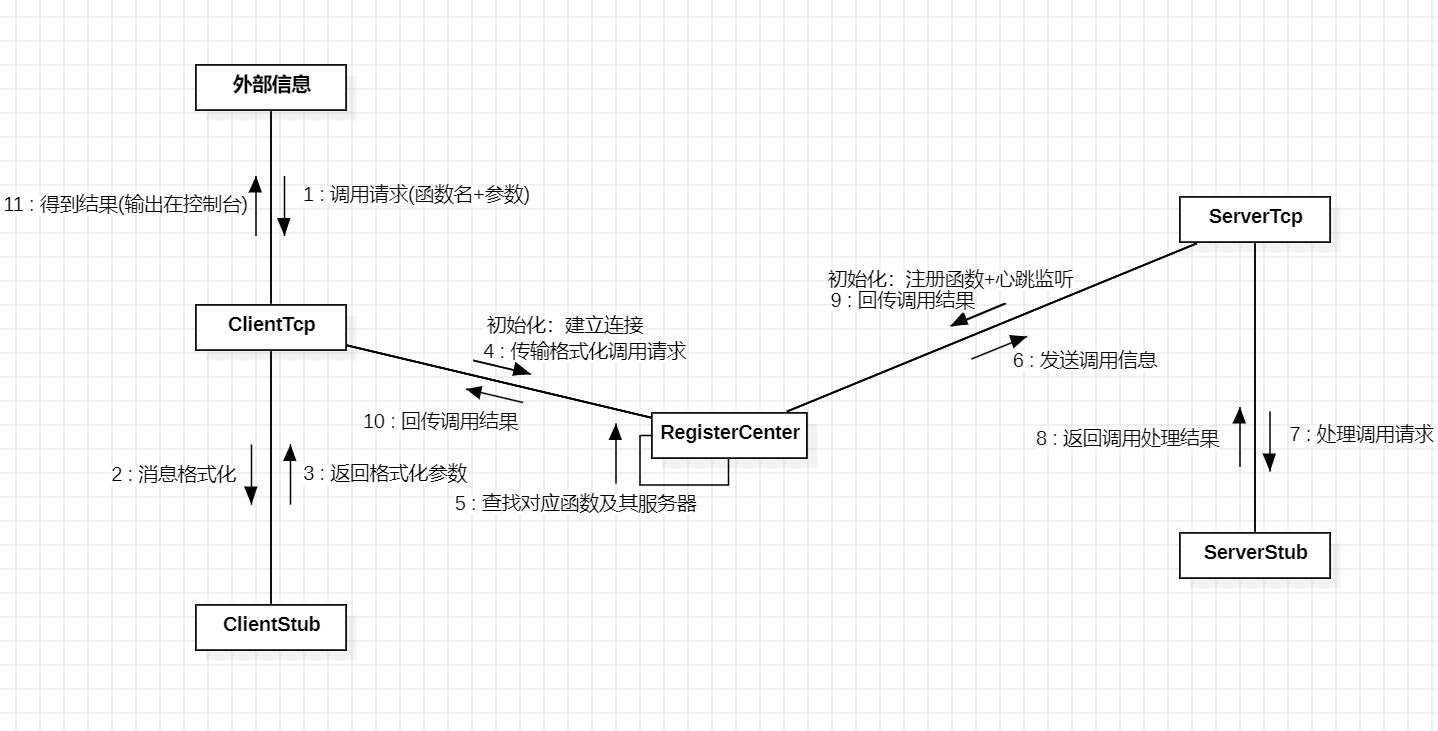 外部信息
11 : 得到结果(输出在控制台)
1 : 调用请求(函数名+参数)
ServerTcp
初始化：注册函数+心跳监听
9 : 回传调用结果
ClientTcp
初始化：建立连接
4 : 传输格式化调用请求
6 : 发送调用信息
10 : 回传调用结果
RegisterCenter
8 : 返回调用处理结果
7 : 处理调用请求
2 : 消息格式化
3 : 返回格式化参数
5 : 查找对应函数及其服务器
ServerStub
ClientStub